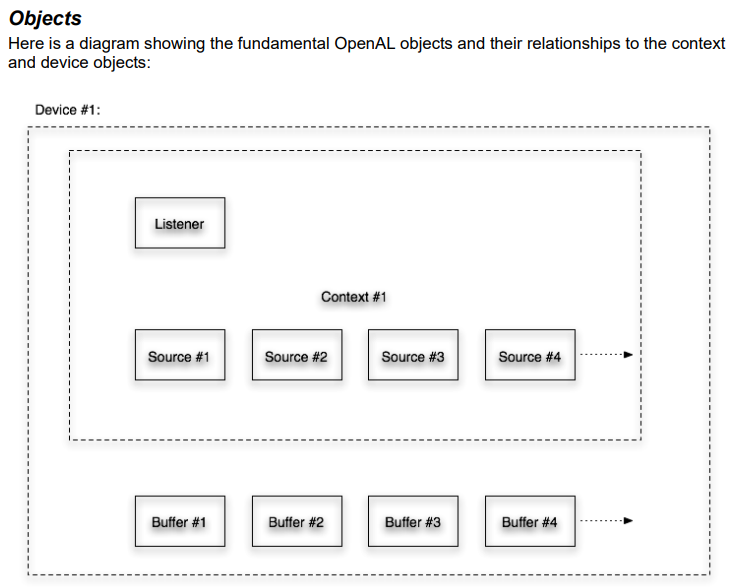 Objects
Here is a diagram showing the fundamental OpenAL objects and their relationships to the context
and device objects:
Device #1:
Listener
Context #1
Source #1 Source #2 Source #3 Source #4
Buffer #1 Buffer #2 Buffer #3 Buffer #4